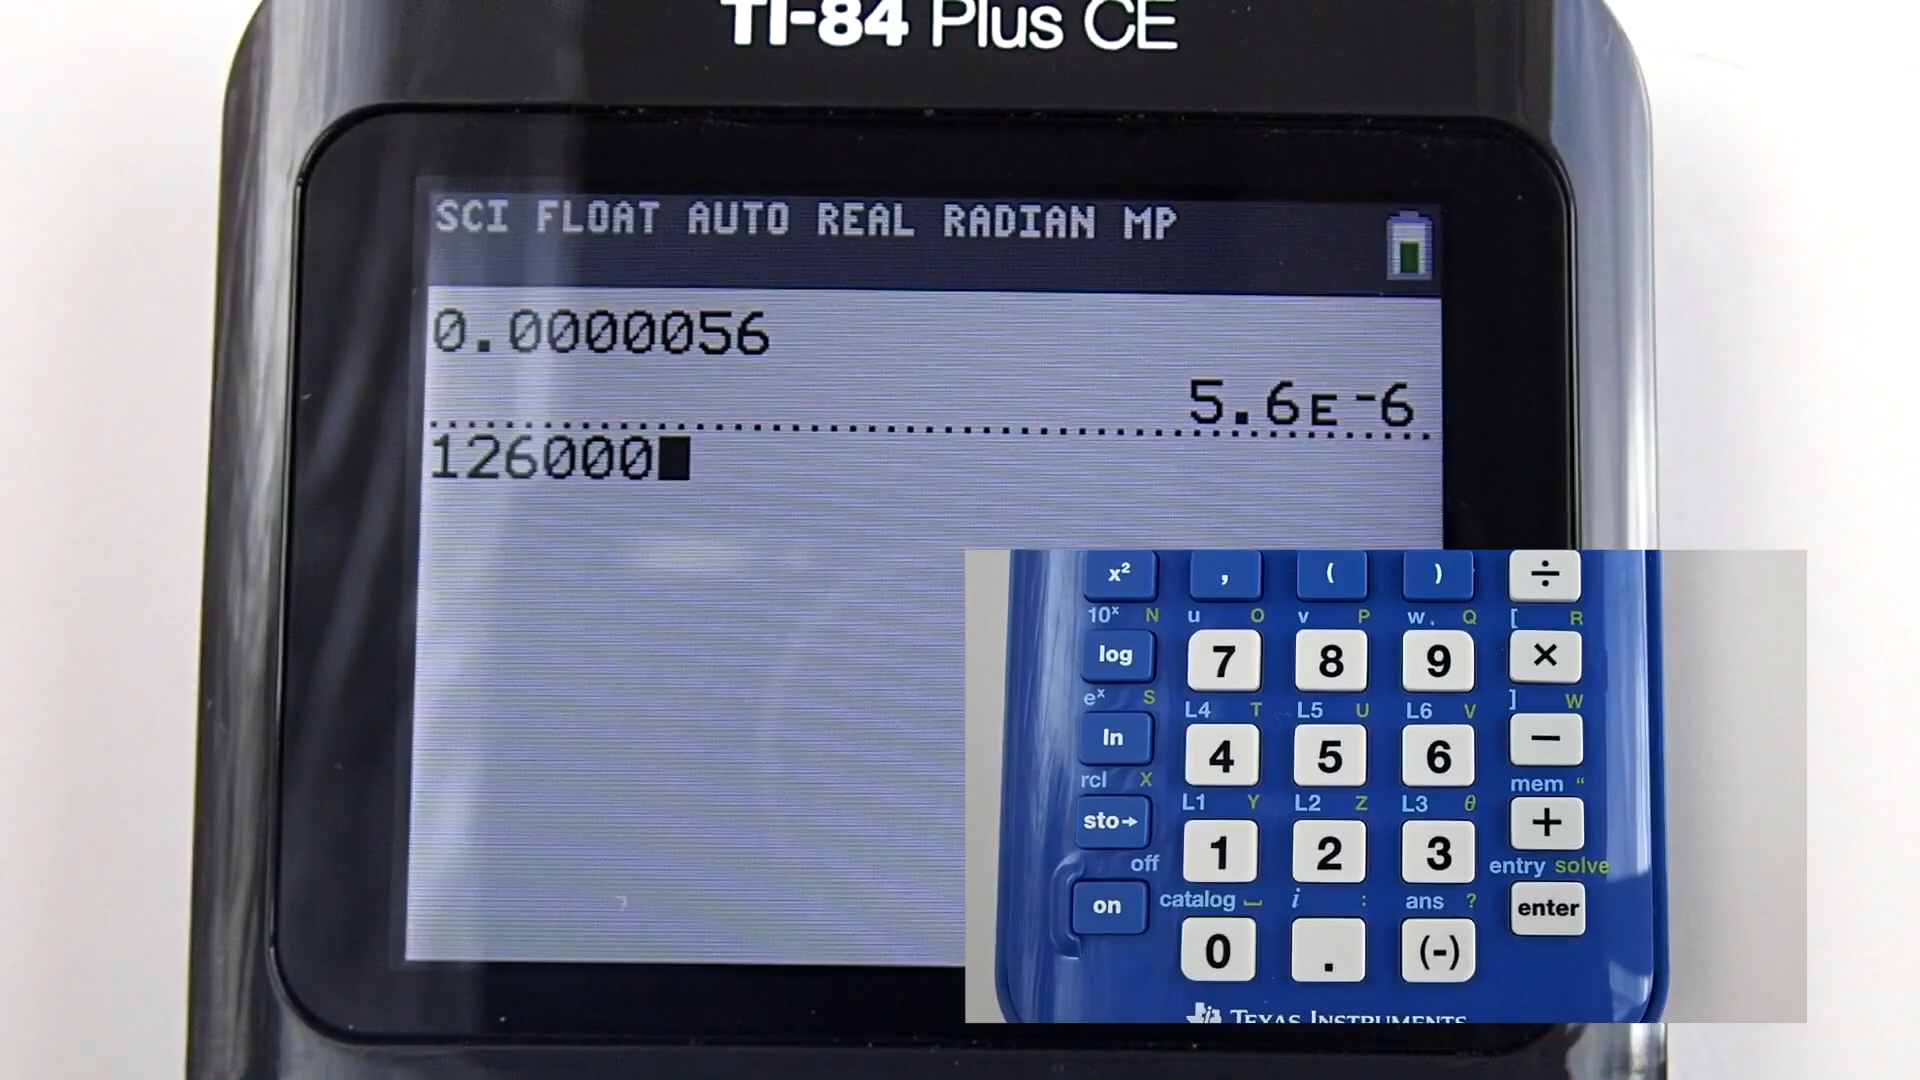 TI-84 Plus CE
SCI FLOAT AUTO REAL RADIAN MP
0.0000056
5.6E-6
126000
x² , ( ) ÷
10ˣ N u O v P w. Q [ R
log 7 8 9 ×
eˣ S L4 T L5 U L6 V ] W
ln 4 5 6 −
rcl X L1 Y L2 Z L3 θ mem "
sto→ 1 2 3 +
off catalog ⎵ i : ans ? entry solve
on 0 . (-) enter
TEXAS INSTRUMENTS